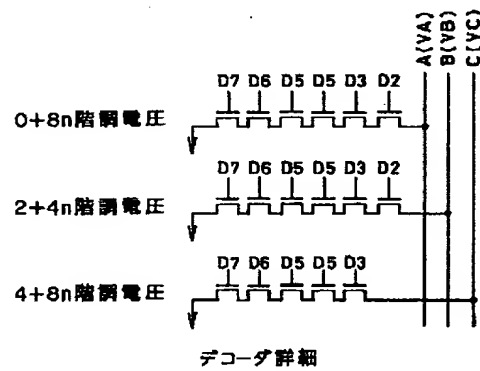 A(VA)
B(VB)
C(VC)
D7 D6 D5 D5 D3 D2
0+8n階調電圧
D7 D6 D5 D5 D3 D2
2+4n階調電圧
D7 D6 D5 D5 D3
4+8n階調電圧
デコーダ詳細